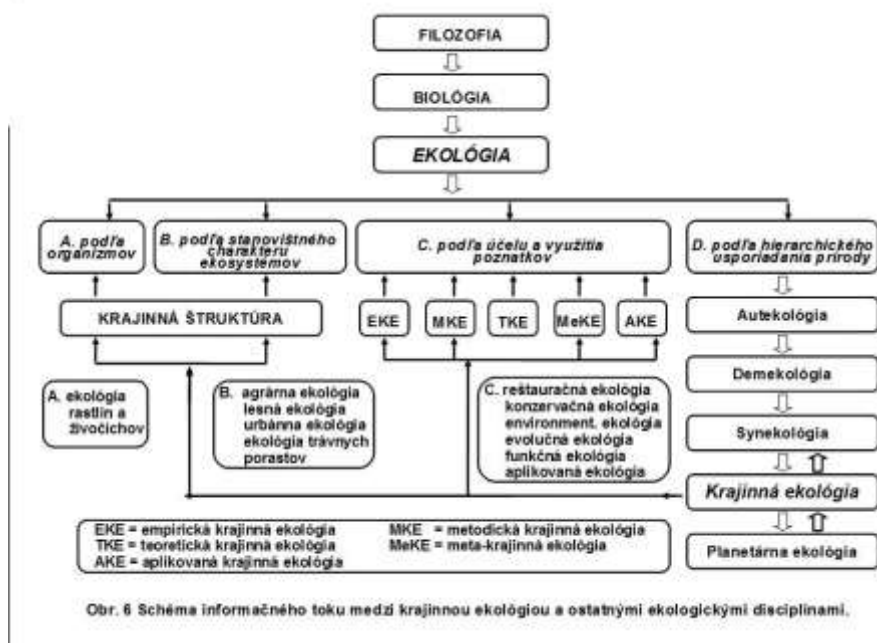 FILOZOFIA
BIOLÓGIA
EKOLÓGIA
A. podľa
organizmov
B. podľa stanovištného
charakteru
ekosystémov
C. podľa účelu a využitia
poznatkov
D. podľa hierarchického
usporiadania prírody
KRAJINNÁ ŠTRUKTÚRA
EKE
MKE
TKE
MeKE
AKE
Autekológia
Demekológia
Synekológia
Krajinná ekológia
Planetárna ekológia
A. ekológia
rastlín a
živočíchov
B. agrárna ekológia
lesná ekológia
urbánna ekológia
ekológia trávnych
porastov
C. reštauračná ekológia
konzervačná ekológia
environment. ekológia
evolučná ekológia
funkčná ekológia
aplikovaná ekológia
EKE = empirická krajinná ekológia
MKE = metodická krajinná ekológia
TKE = teoretická krajinná ekológia
MeKE = meta-krajinná ekológia
AKE = aplikovaná krajinná ekológia
Obr. 6 Schéma informačného toku medzi krajinnou ekológiou a ostatnými ekologickými disciplínami.